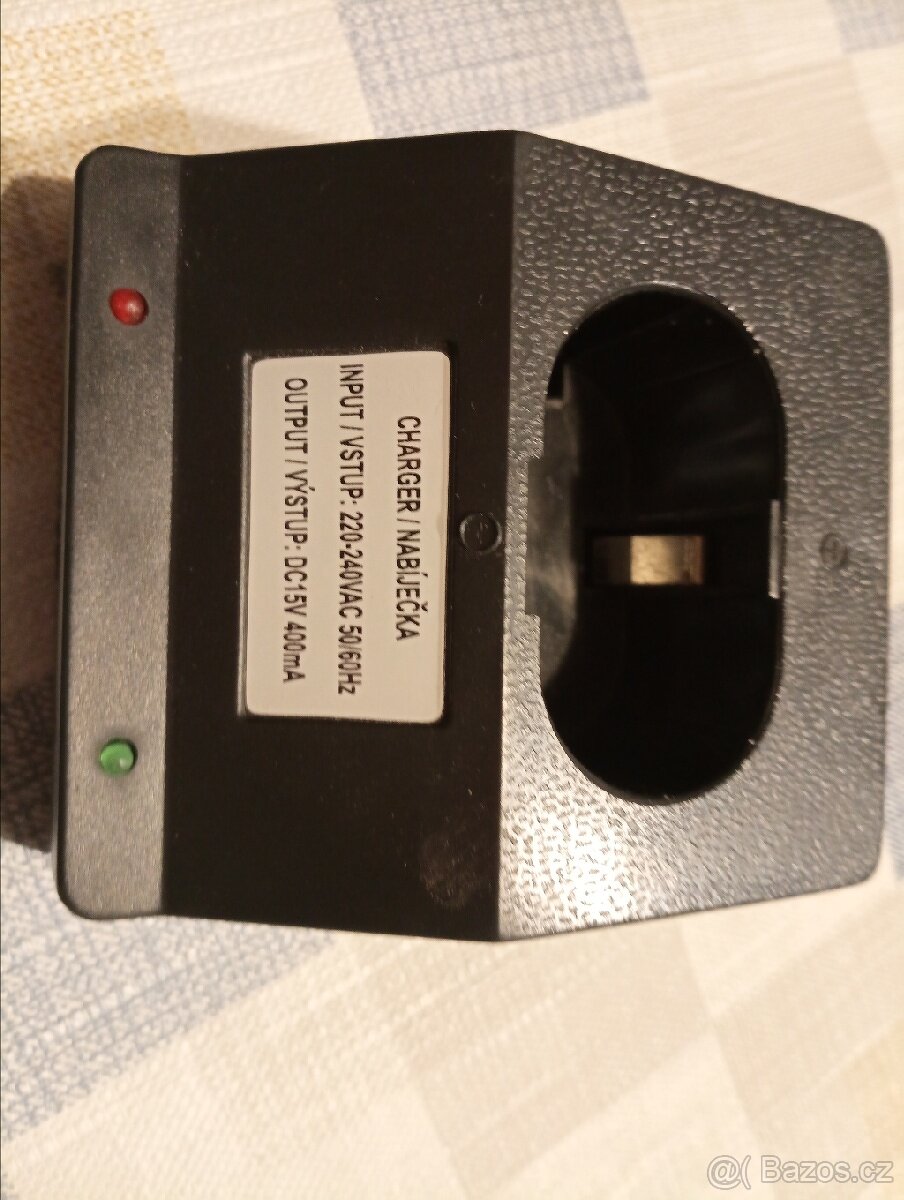 CHARGER / NABÍJEČKA
INPUT / VSTUP: 220-240VAC 50/60Hz
OUTPUT / VÝSTUP: DC15V 400mA
@( Bazos.cz